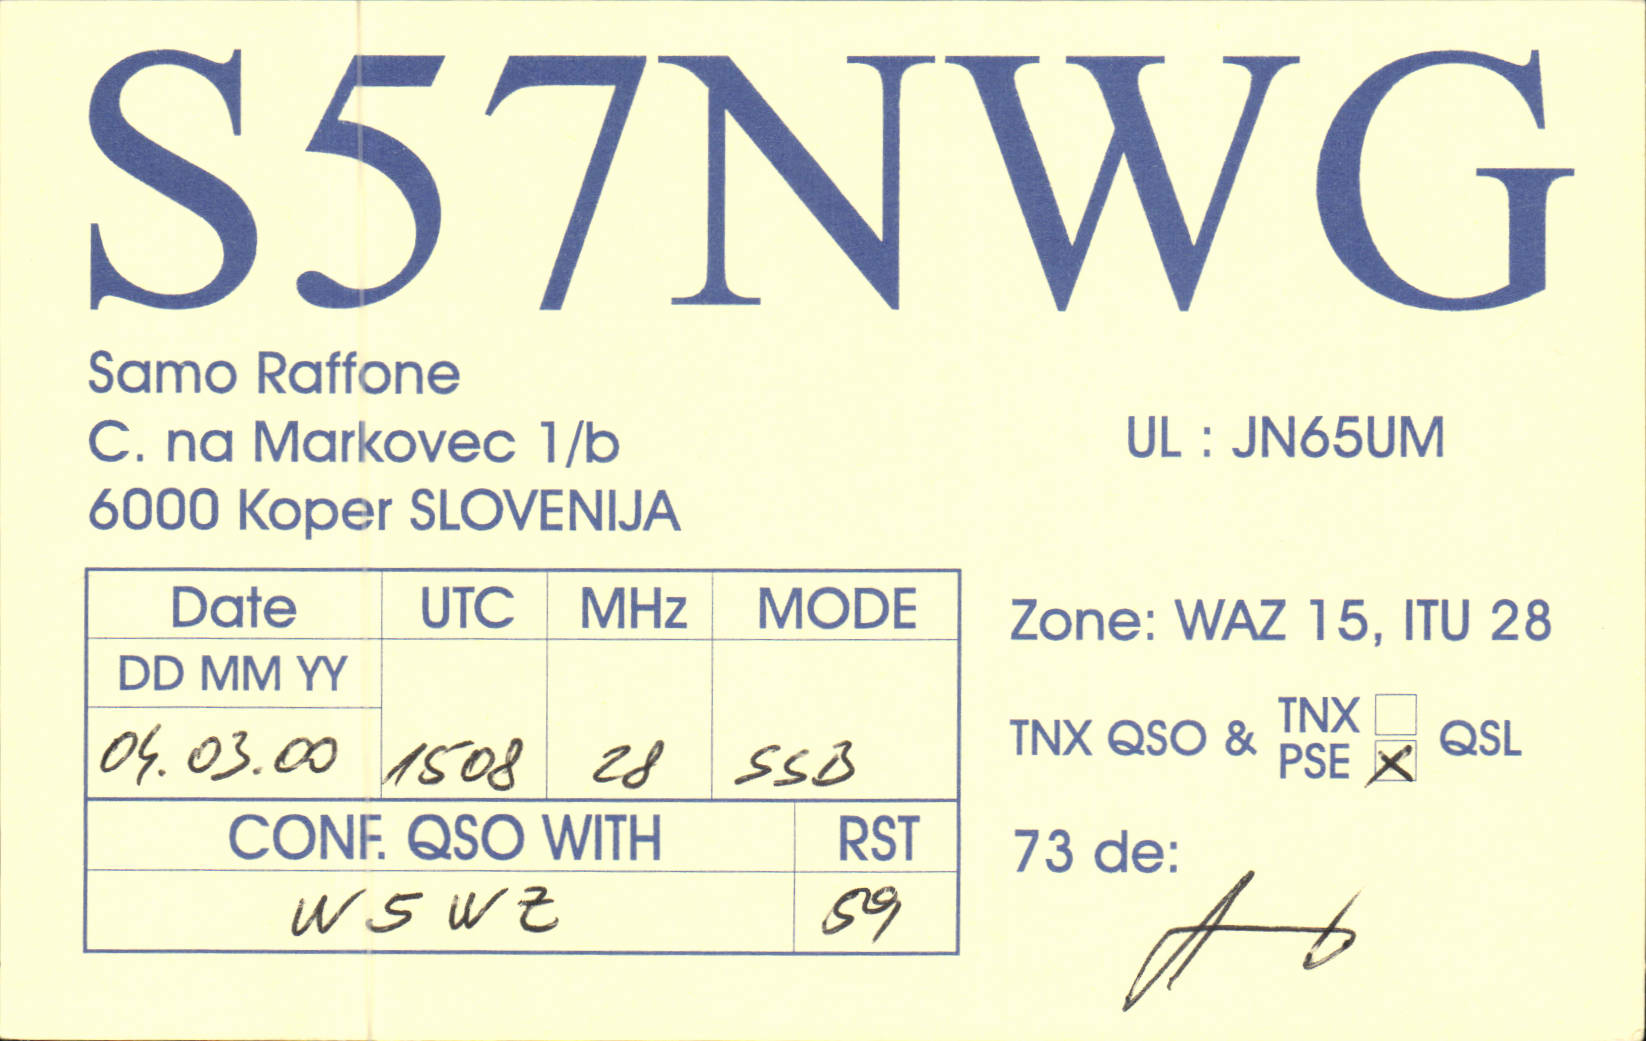 S57NWG
Samo Raffone
C. na Markovec 1/b
6000 Koper SLOVENIJA
UL : JN65UM
Date UTC MHz MODE
DD MM YY
04.03.00 1508 28 SSB
CONF. QSO WITH RST
W5WZ 59
Zone: WAZ 15, ITU 28
TNX QSO & TNX PSE X QSL
73 de: